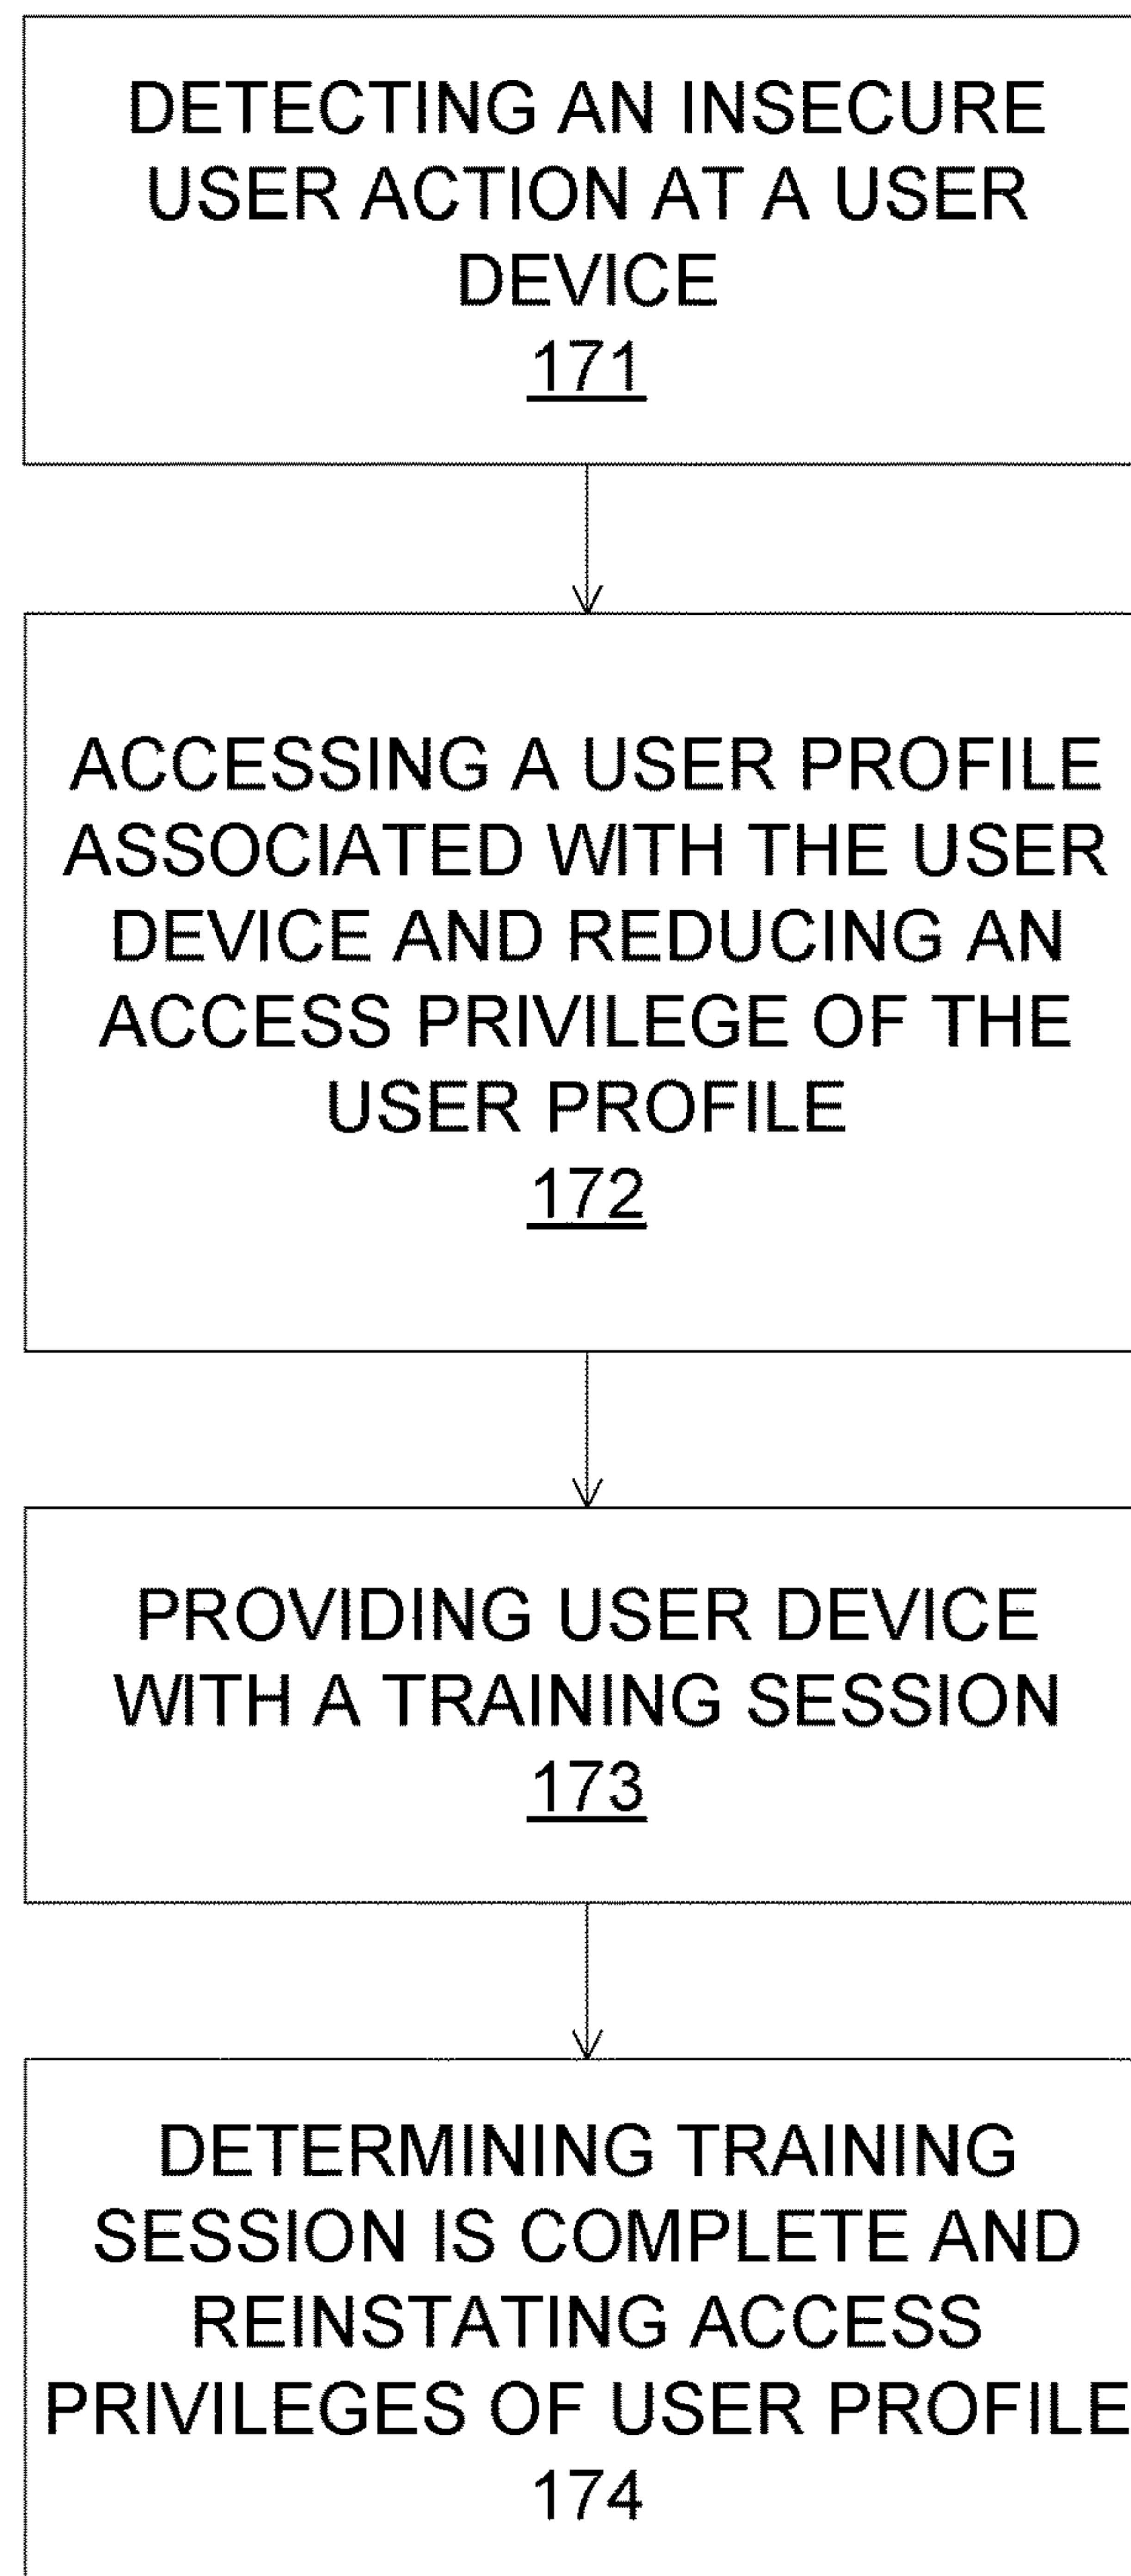 DETECTING AN INSECURE
USER ACTION AT A USER
DEVICE
171
ACCESSING A USER PROFILE
ASSOCIATED WITH THE USER
DEVICE AND REDUCING AN
ACCESS PRIVILEGE OF THE
USER PROFILE
172
PROVIDING USER DEVICE
WITH A TRAINING SESSION
173
DETERMINING TRAINING
SESSION IS COMPLETE AND
REINSTATING ACCESS
PRIVILEGES OF USER PROFILE
174